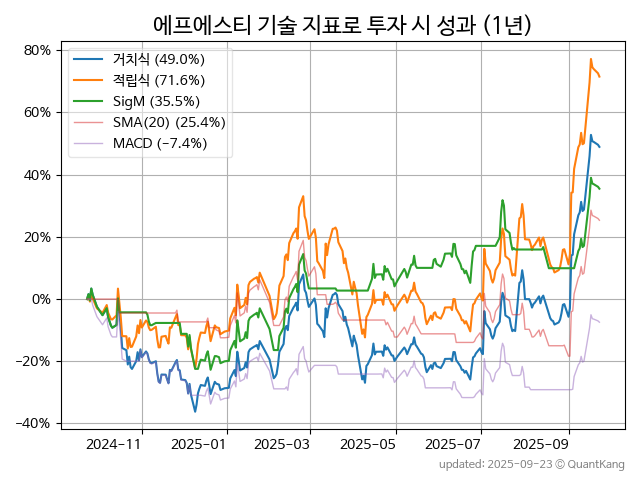 에프에스티 기술 지표로 투자 시 성과 (1년)
80%
60%
40%
20%
0%
−20%
−40%
거치식 (49.0%)
적립식 (71.6%)
SigM (35.5%)
SMA(20) (25.4%)
MACD (−7.4%)
2024-11 2025-01 2025-03 2025-05 2025-07 2025-09
updated: 2025-09-23 © QuantKang